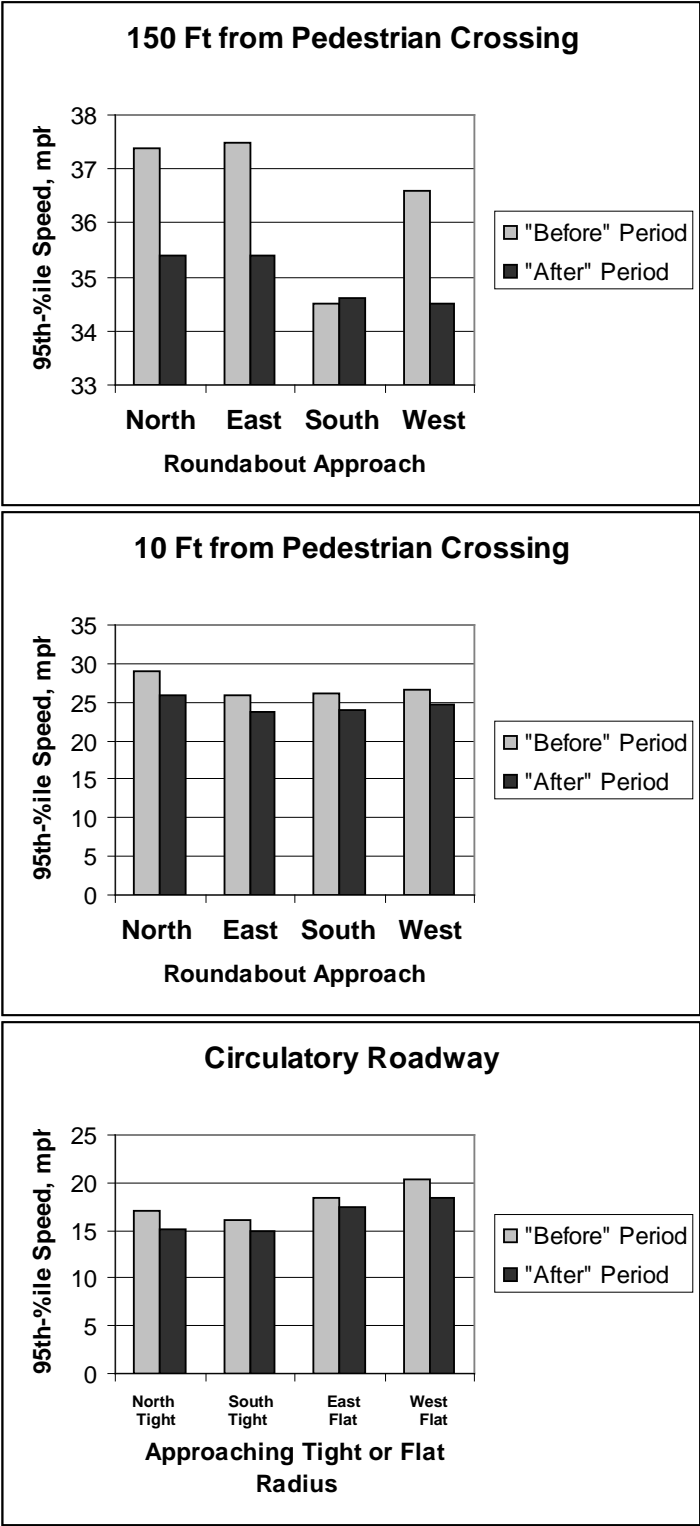 150 Ft from Pedestrian Crossing
95th-%ile Speed, mph
38
37
36
35
34
33
North East South West
Roundabout Approach
"Before" Period
"After" Period
10 Ft from Pedestrian Crossing
95th-%ile Speed, mph
35
30
25
20
15
10
5
0
North East South West
Roundabout Approach
"Before" Period
"After" Period
Circulatory Roadway
95th-%ile Speed, mph
25
20
15
10
5
0
North South East West
Tight Tight Flat Flat
Approaching Tight or Flat
Radius
"Before" Period
"After" Period